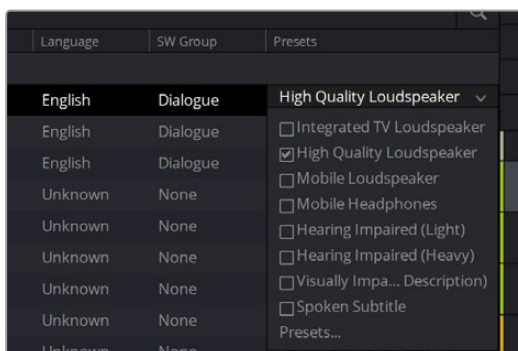 Language SW Group Presets
English Dialogue High Quality Loudspeaker
English Dialogue Integrated TV Loudspeaker
English Dialogue High Quality Loudspeaker
Unknown None Mobile Loudspeaker
Unknown None Mobile Headphones
Unknown None Hearing Impaired (Light)
Unknown None Hearing Impaired (Heavy)
Unknown None Visually Impa... Description)
Unknown None Spoken Subtitle
Presets...